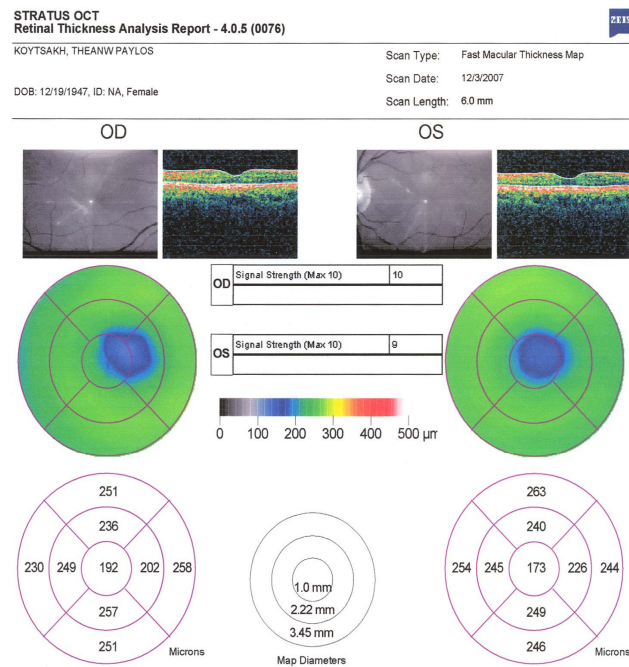 STRATUS OCT
Retinal Thickness Analysis Report - 4.0.5 (0076)
ZEISS
KOYTSAKH, THEANW PAYLOS
DOB: 12/19/1947, ID: NA, Female
Scan Type: Fast Macular Thickness Map
Scan Date: 12/3/2007
Scan Length: 6.0 mm
OD
OS
OD Signal Strength (Max 10) 10
OS Signal Strength (Max 10) 9
0 100 200 300 400 500 µm
251
236
230 249 192 202 258
257
251
Microns
1.0 mm
2.22 mm
3.45 mm
Map Diameters
263
240
254 245 173 226 244
249
246
Microns